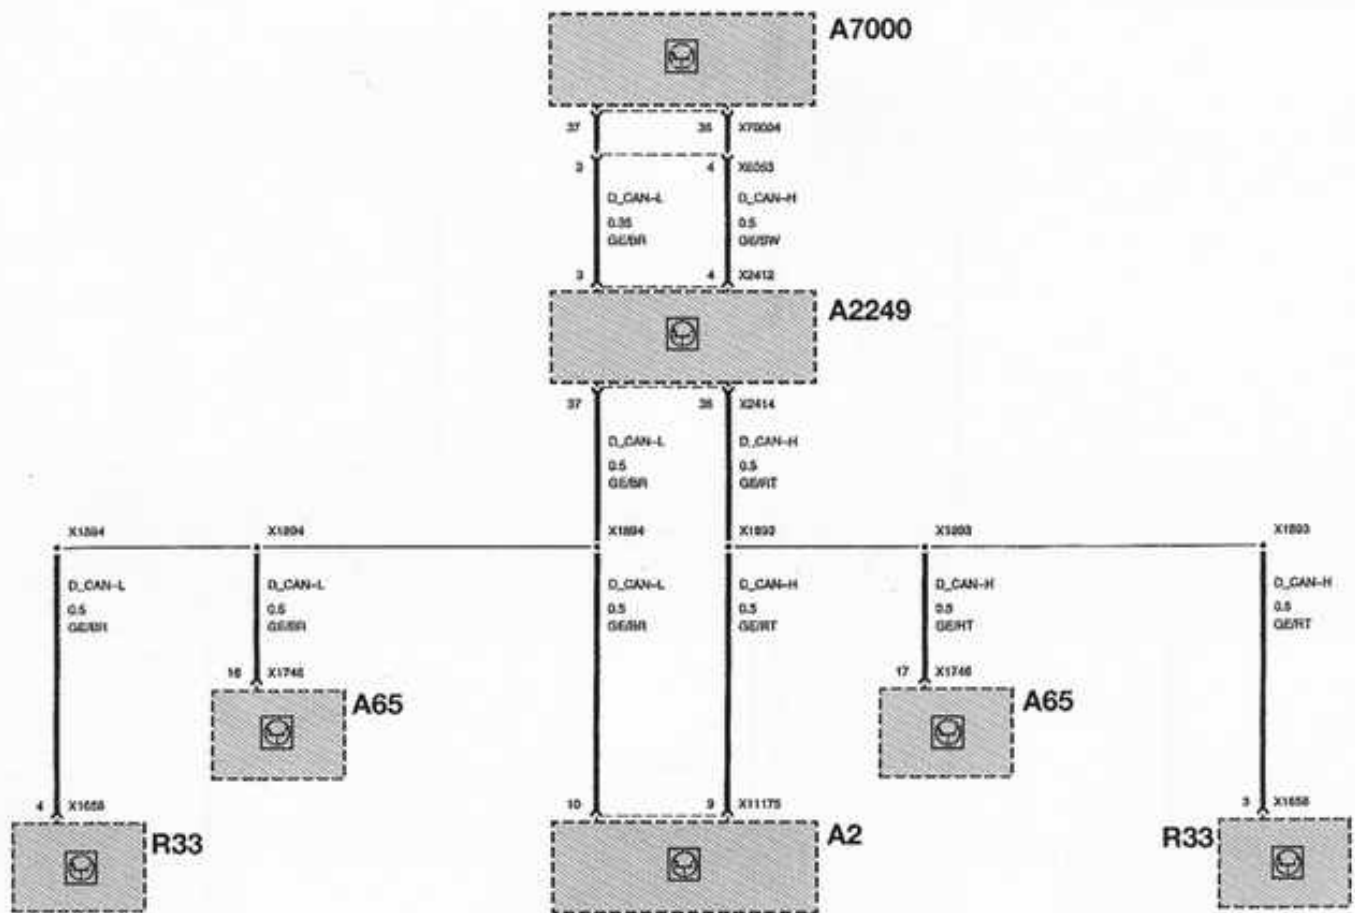 A7000
37 36 X70004
3 4 X6053
D_CAN-L D_CAN-H
0.35 0.5
GE/BR GE/SW
3 4 X2412
A2249
37 38 X2414
D_CAN-L D_CAN-H
0.5 0.5
GE/BR GE/RT
X1894 X1894 X1894 X1893 X1893 X1893
D_CAN-L D_CAN-L D_CAN-L D_CAN-H D_CAN-H D_CAN-H
0.5 0.5 0.5 0.5 0.5 0.5
GE/BR GE/BR GE/BR GE/RT GE/RT GE/RT
16 17 X1746
A65 A65
4 X1658 10 9 X11175 3 X1658
R33 A2 R33